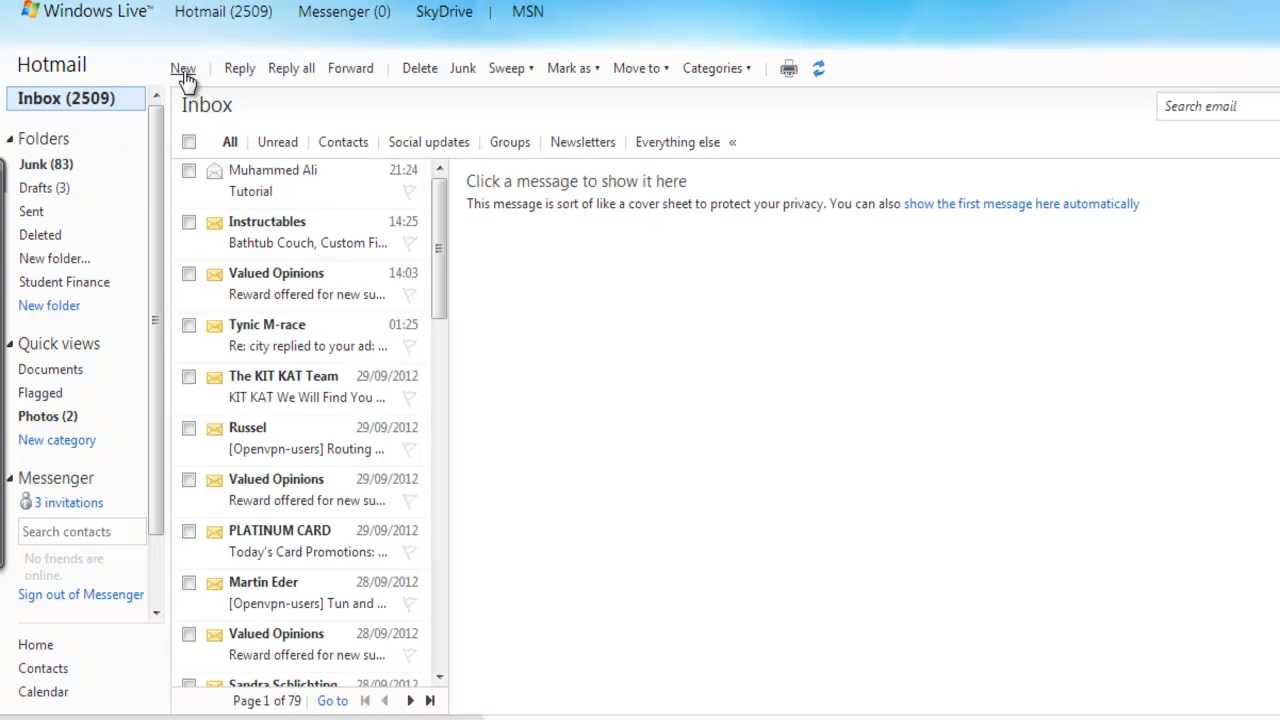 Windows Live™ Hotmail (2509) Messenger (0) SkyDrive | MSN
Hotmail
New | Reply Reply all Forward | Delete Junk Sweep Mark as Move to Categories |
Inbox (2509)
Folders
Junk (83)
Drafts (3)
Sent
Deleted
New folder...
Student Finance
New folder
Quick views
Documents
Flagged
Photos (2)
New category
Messenger
3 invitations
Search contacts
No friends are
online.
Sign out of Messenger
Home
Contacts
Calendar
Inbox
Search email
All | Unread | Contacts | Social updates | Groups | Newsletters | Everything else «
Muhammed Ali 21:24
Tutorial
Instructables 14:25
Bathtub Couch, Custom Fi...
Valued Opinions 14:03
Reward offered for new su...
Tynic M-race 01:25
Re: city replied to your ad: ...
The KIT KAT Team 29/09/2012
KIT KAT We Will Find You ...
Russel 29/09/2012
[Openvpn-users] Routing ...
Valued Opinions 29/09/2012
Reward offered for new su...
PLATINUM CARD 29/09/2012
Today's Card Promotions: ...
Martin Eder 28/09/2012
[Openvpn-users] Tun and ...
Valued Opinions 28/09/2012
Reward offered for new su...
Sandra Schlichting 28/09/2012
Page 1 of 79 Go to
Click a message to show it here
This message is sort of like a cover sheet to protect your privacy. You can also show the first message here automatically